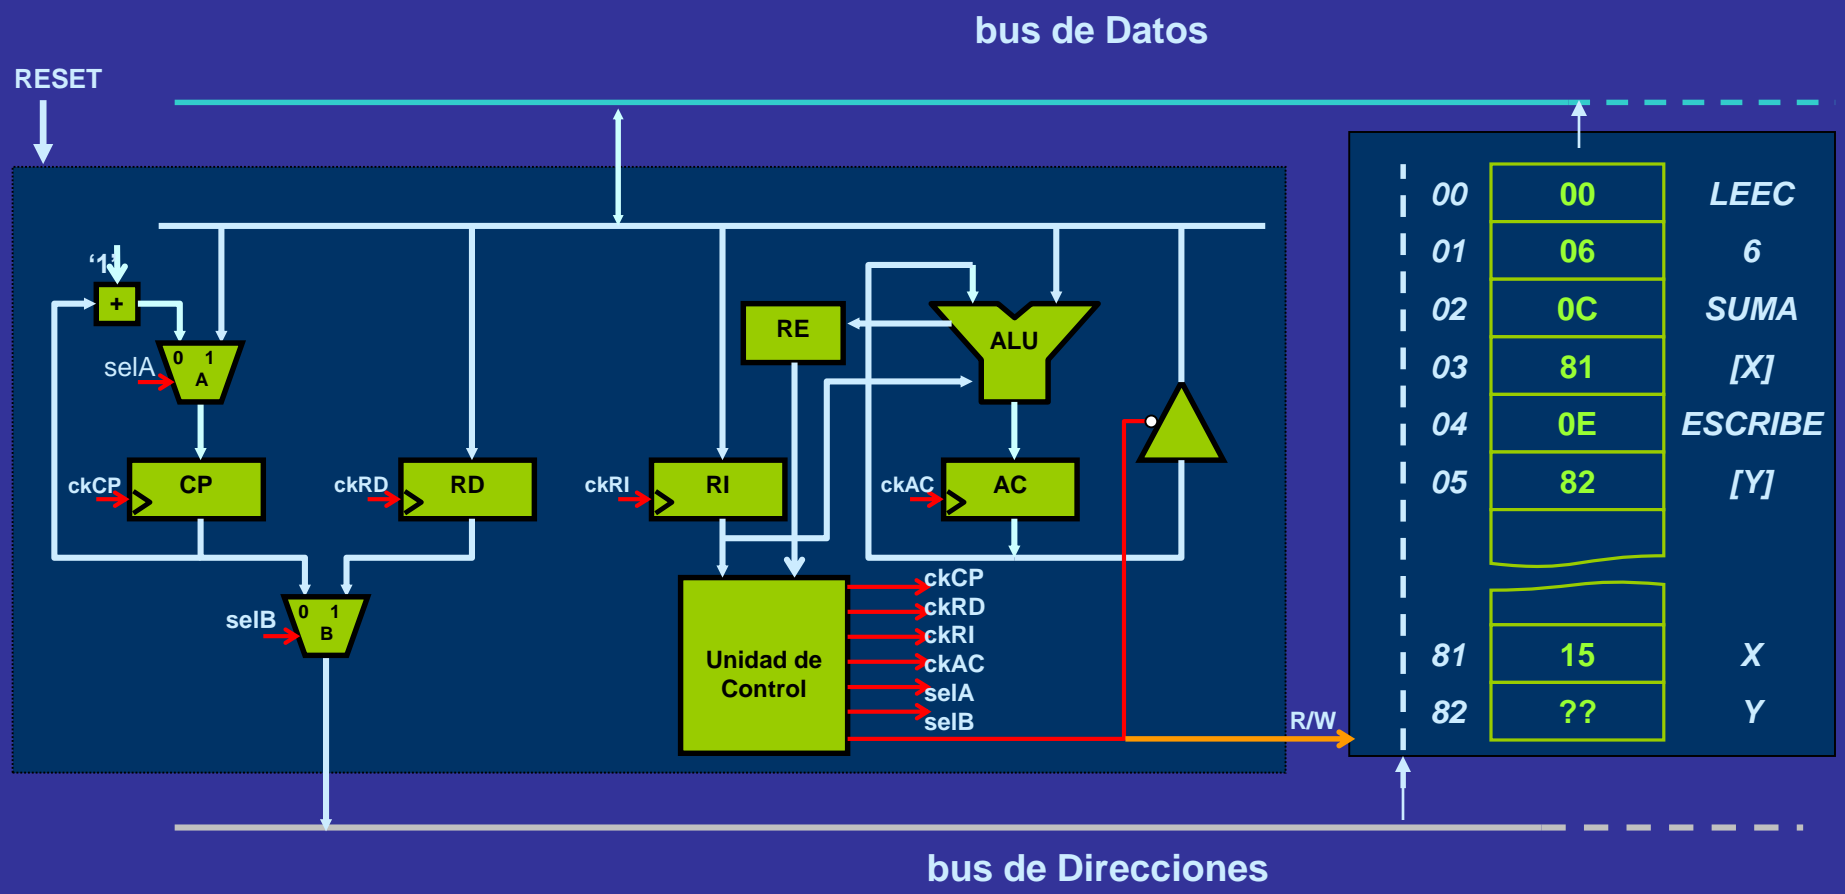 bus de Datos
RESET
00 00 LEEC
01 06 6
02 0C SUMA
03 81 [X]
04 0E ESCRIBE
05 82 [Y]
81 15 X
82 ?? Y
‘1’
+
RE
ALU
0 1
A
selA
ckCP
CP
ckRD
RD
ckRI
RI
ckAC
AC
0 1
B
selB
Unidad de
Control
ckCP
ckRD
ckRI
ckAC
selA
selB
R/W
bus de Direcciones